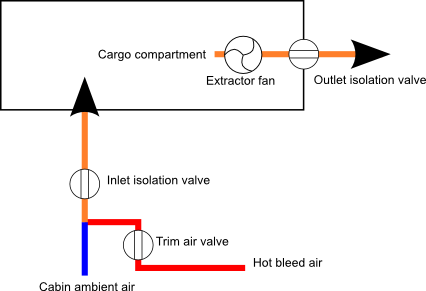 Cargo compartment
Extractor fan
Outlet isolation valve
Inlet isolation valve
Trim air valve
Hot bleed air
Cabin ambient air